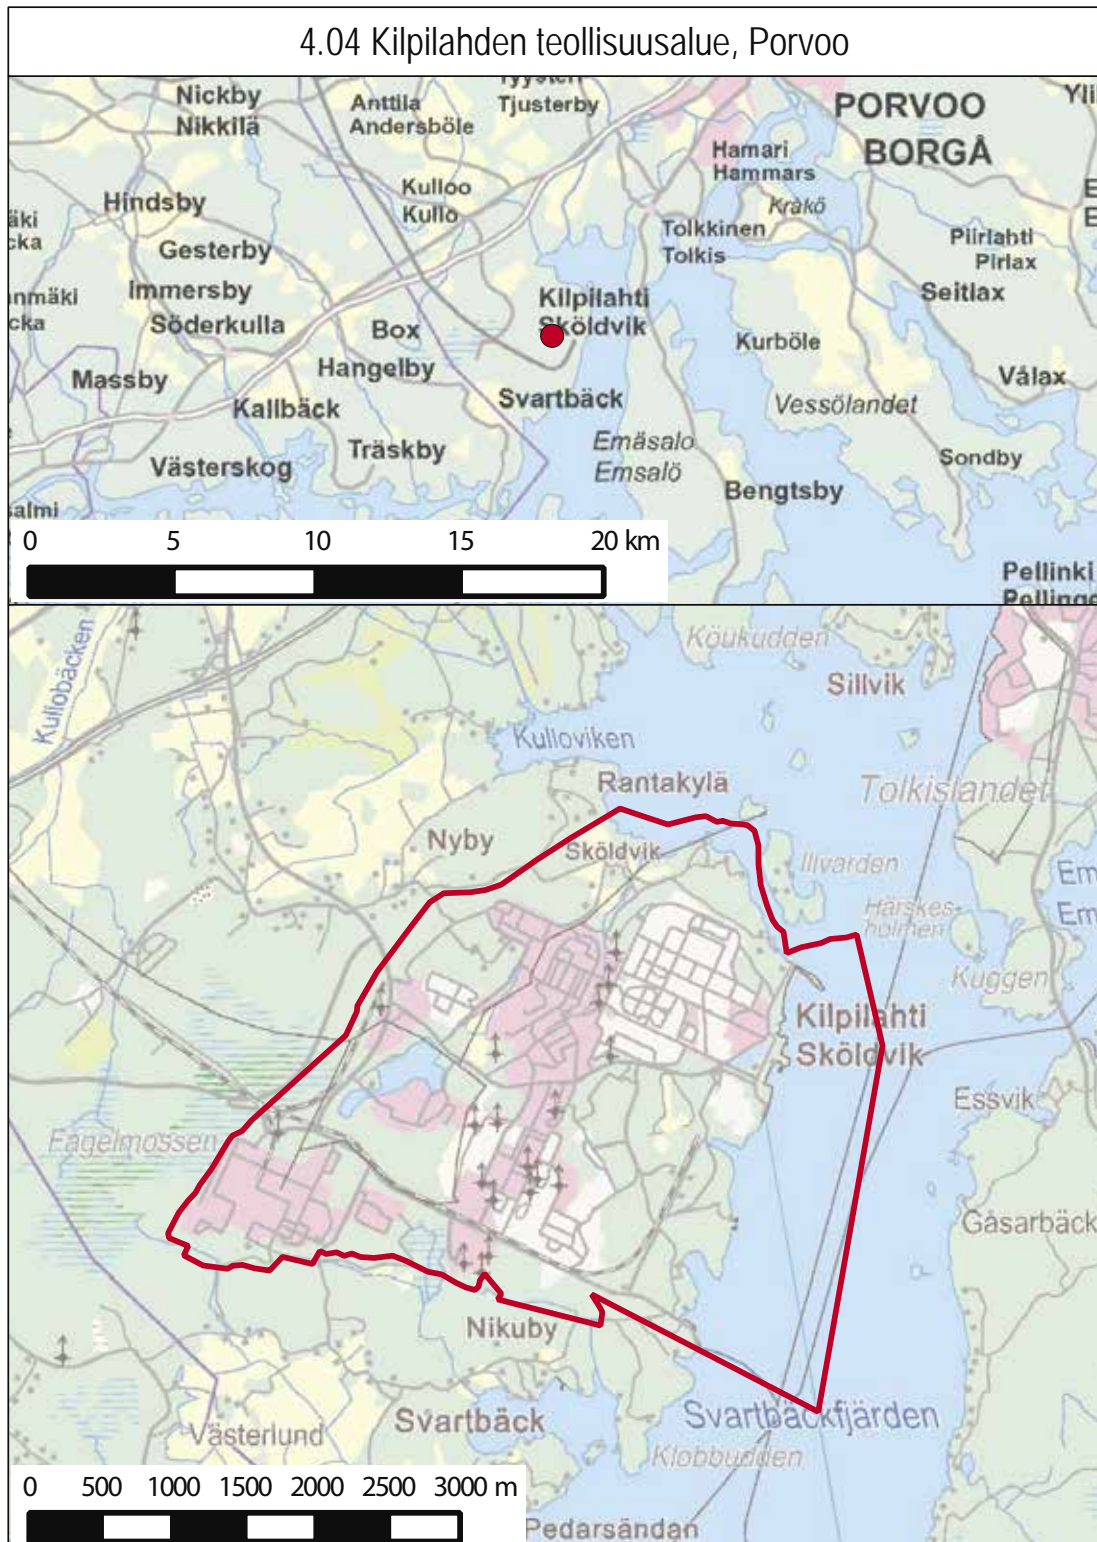 4.04 Kilpilahden teollisuusalue, Porvoo
Nickby
Nikkilä
Anttila
Andersböle
Tjusterby
PORVOO
BORGÅ
Hamari
Hammars
Hindsby
Kulloo
Kullo
Kråkö
Gesterby
Tolkkinen
Tolkis
Piirlahti
Pirlax
Immersby
Kilpilahti
Sköldvik
Seitlax
Söderkulla
Box
Kurböle
Massby
Hangelby
Vålax
Kallbäck
Svartbäck
Vessölandet
Träskby
Emäsalo
Emsalö
Västerskog
Sondby
Bengtsby
0 5 10 15 20 km
Pellinki
Kullobäcken
Köukudden
Sillvik
Kulloviken
Rantakylä
Tolkislandet
Nyby
Sköldvik
Illvarden
Härskes-
holmen
Kuggen
Kilpilahti
Sköldvik
Essvik
Fagelmossen
Gåsarbäck
Nikuby
Svartbäck
Svartbäckfjärden
Västerlund
Klobbudden
0 500 1000 1500 2000 2500 3000 m
Pedarsändan